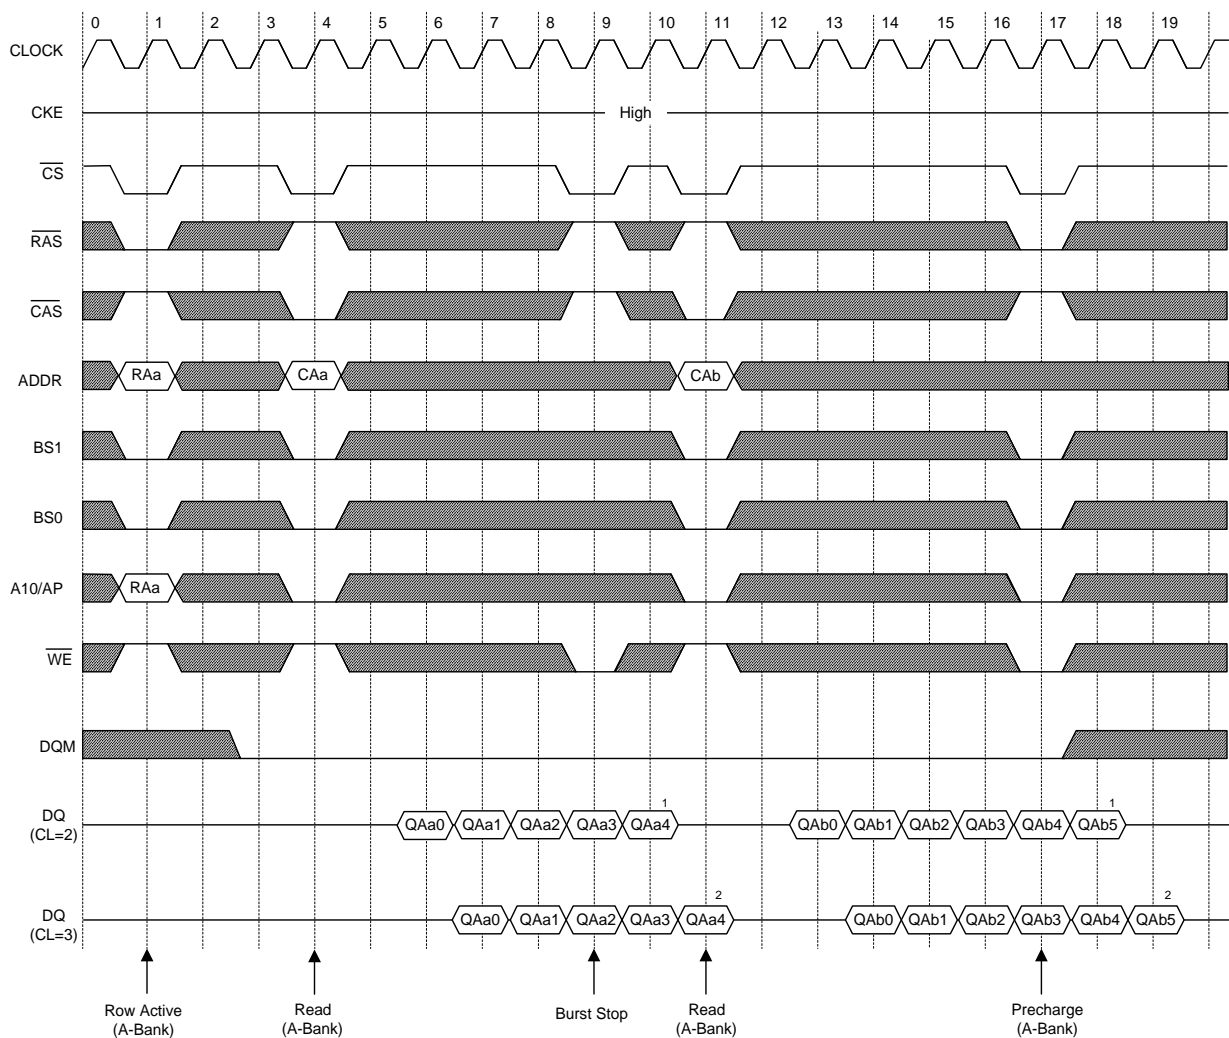 0 1 2 3 4 5 6 7 8 9 10 11 12 13 14 15 16 17 18 19
CLOCK
CKE High
CS
RAS
CAS
ADDR RAa CAa CAb
BS1
BS0
A10/AP RAa
WE
DQM
1 1
DQ QAa0 QAa1 QAa2 QAa3 QAa4 QAb0 QAb1 QAb2 QAb3 QAb4 QAb5
(CL=2)
2 2
DQ QAa0 QAa1 QAa2 QAa3 QAa4 QAb0 QAb1 QAb2 QAb3 QAb4 QAb5
(CL=3)
Row Active Read Burst Stop Read Precharge
(A-Bank) (A-Bank) (A-Bank) (A-Bank)